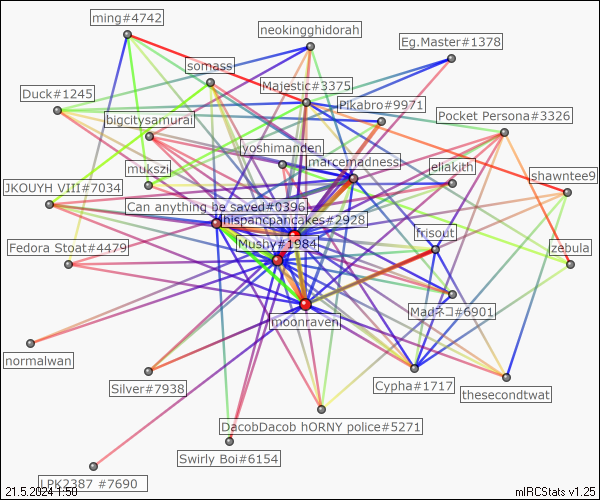 ming#4742
neokingghidorah
Eg.Master#1378
somass
Majestic#3375
Duck#1245
Pikabro#9971
bigcitysamurai
Pocket Persona#3326
yoshimanden
marcemadness
mukszi
eliakith
shawntee9
JKOUYH VIII#7034
Can anything be saved#0396
hispancpancakes#2928
frisout
Fedora Stoat#4479
Mushy#1984
zebula
Madネコ#6901
moonraven
normalwan
Silver#7938
Cypha#1717
thesecondtwat
DacobDacob hORNY police#5271
Swirly Boi#6154
LPK2387 #7690
21.5.2024 1:50
mIRCStats v1.25